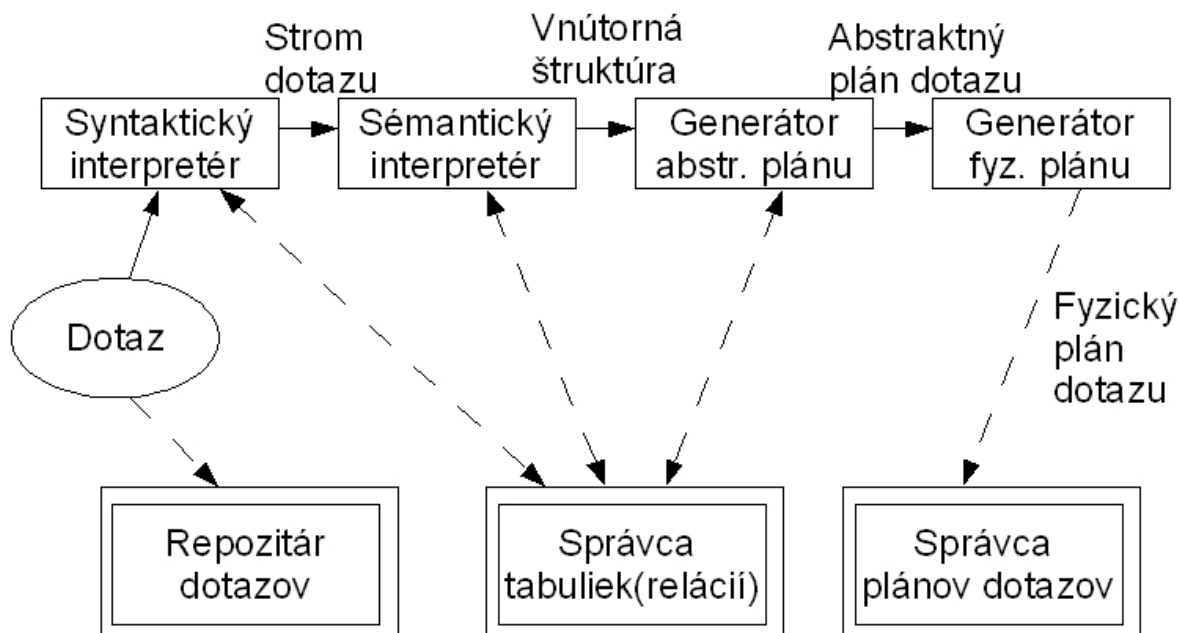 Strom
dotazu
Vnútorná
štruktúra
Abstraktný
plán dotazu
Syntaktický
interpretér
Sémantický
interpretér
Generátor
abstr. plánu
Generátor
fyz. plánu
Dotaz
Fyzický
plán
dotazu
Repozitár
dotazov
Správca
tabuliek(relácií)
Správca
plánov dotazov